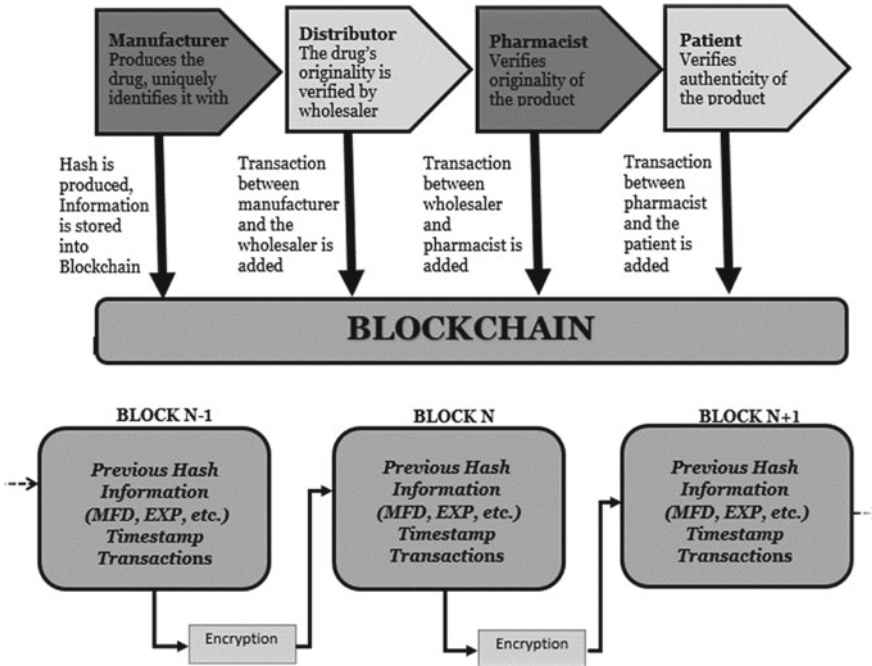 Manufacturer
Produces the
drug, uniquely
identifies it with
Distributor
The drug's
originality is
verified by
wholesaler
Pharmacist
Verifies
originality of
the product
Patient
Verifies
authenticity of
the product
Hash is
produced,
Information
is stored
into
Blockchain
Transaction
between
manufacturer
and the
wholesaler is
added
Transaction
between
wholesaler
and
pharmacist is
added
Transaction
between
pharmacist
and the
patient is
added
BLOCKCHAIN
BLOCK N-1
Previous Hash
Information
(MFD, EXP, etc.)
Timestamp
Transactions
BLOCK N
Previous Hash
Information
(MFD, EXP, etc.)
Timestamp
Transactions
BLOCK N+1
Previous Hash
Information
(MFD, EXP, etc.)
Timestamp
Transactions
Encryption
Encryption